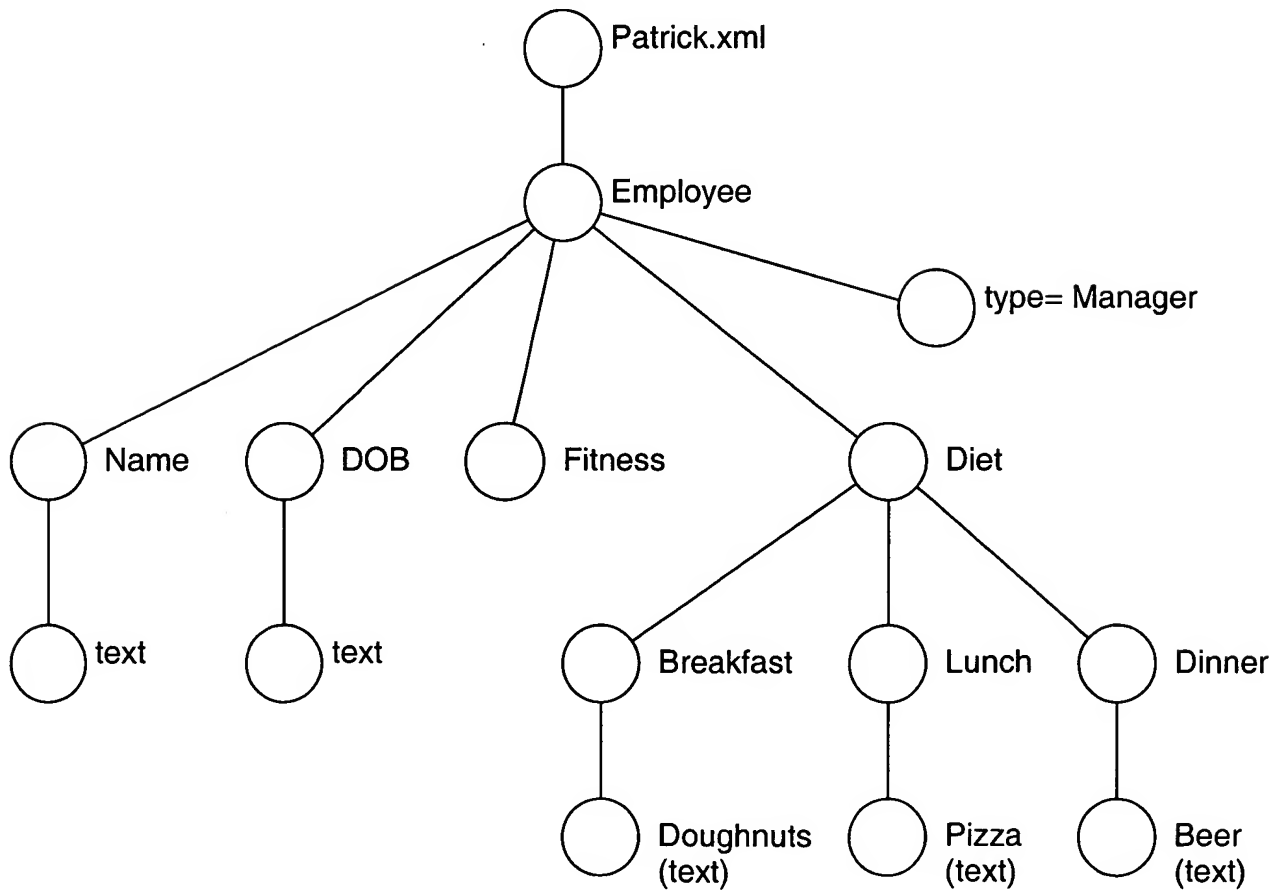 Patrick.xml
Employee
type= Manager
Name
DOB
Fitness
Diet
text
text
Breakfast
Lunch
Dinner
Doughnuts
(text)
Pizza
(text)
Beer
(text)